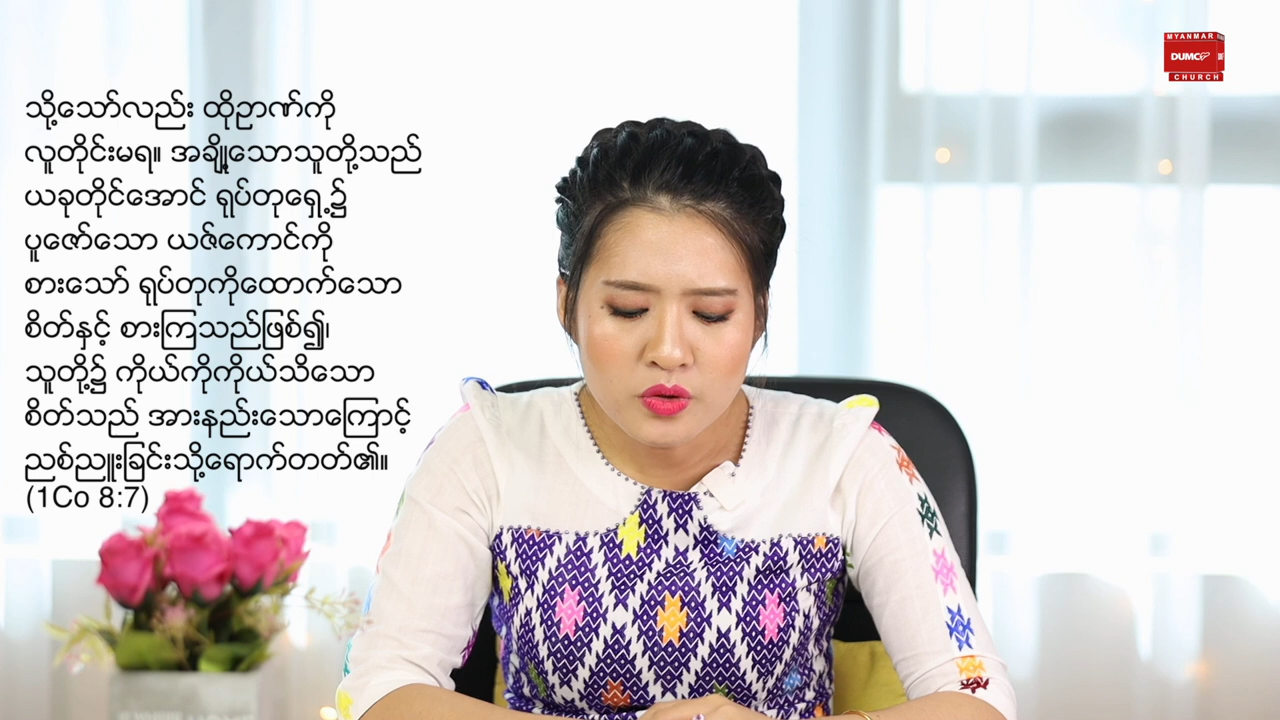 သို့သော်လည်း ထိုဉာဏ်ကို
လူတိုင်းမရ။ အချို့သောသူတို့သည်
ယခုတိုင်အောင် ရုပ်တုရှေ့၌
ပူဇော်သော ယဇ်ကောင်ကို
စားသော် ရုပ်တုကိုထောက်သော
စိတ်နှင့် စားကြသည်ဖြစ်၍၊
သူတို့၌ ကိုယ်ကိုကိုယ်သိသော
စိတ်သည် အားနည်းသောကြောင့်
ညစ်ညူးခြင်းသို့ရောက်တတ်၏။
(1Co 8:7)
MYANMAR
DUMC
CHURCH